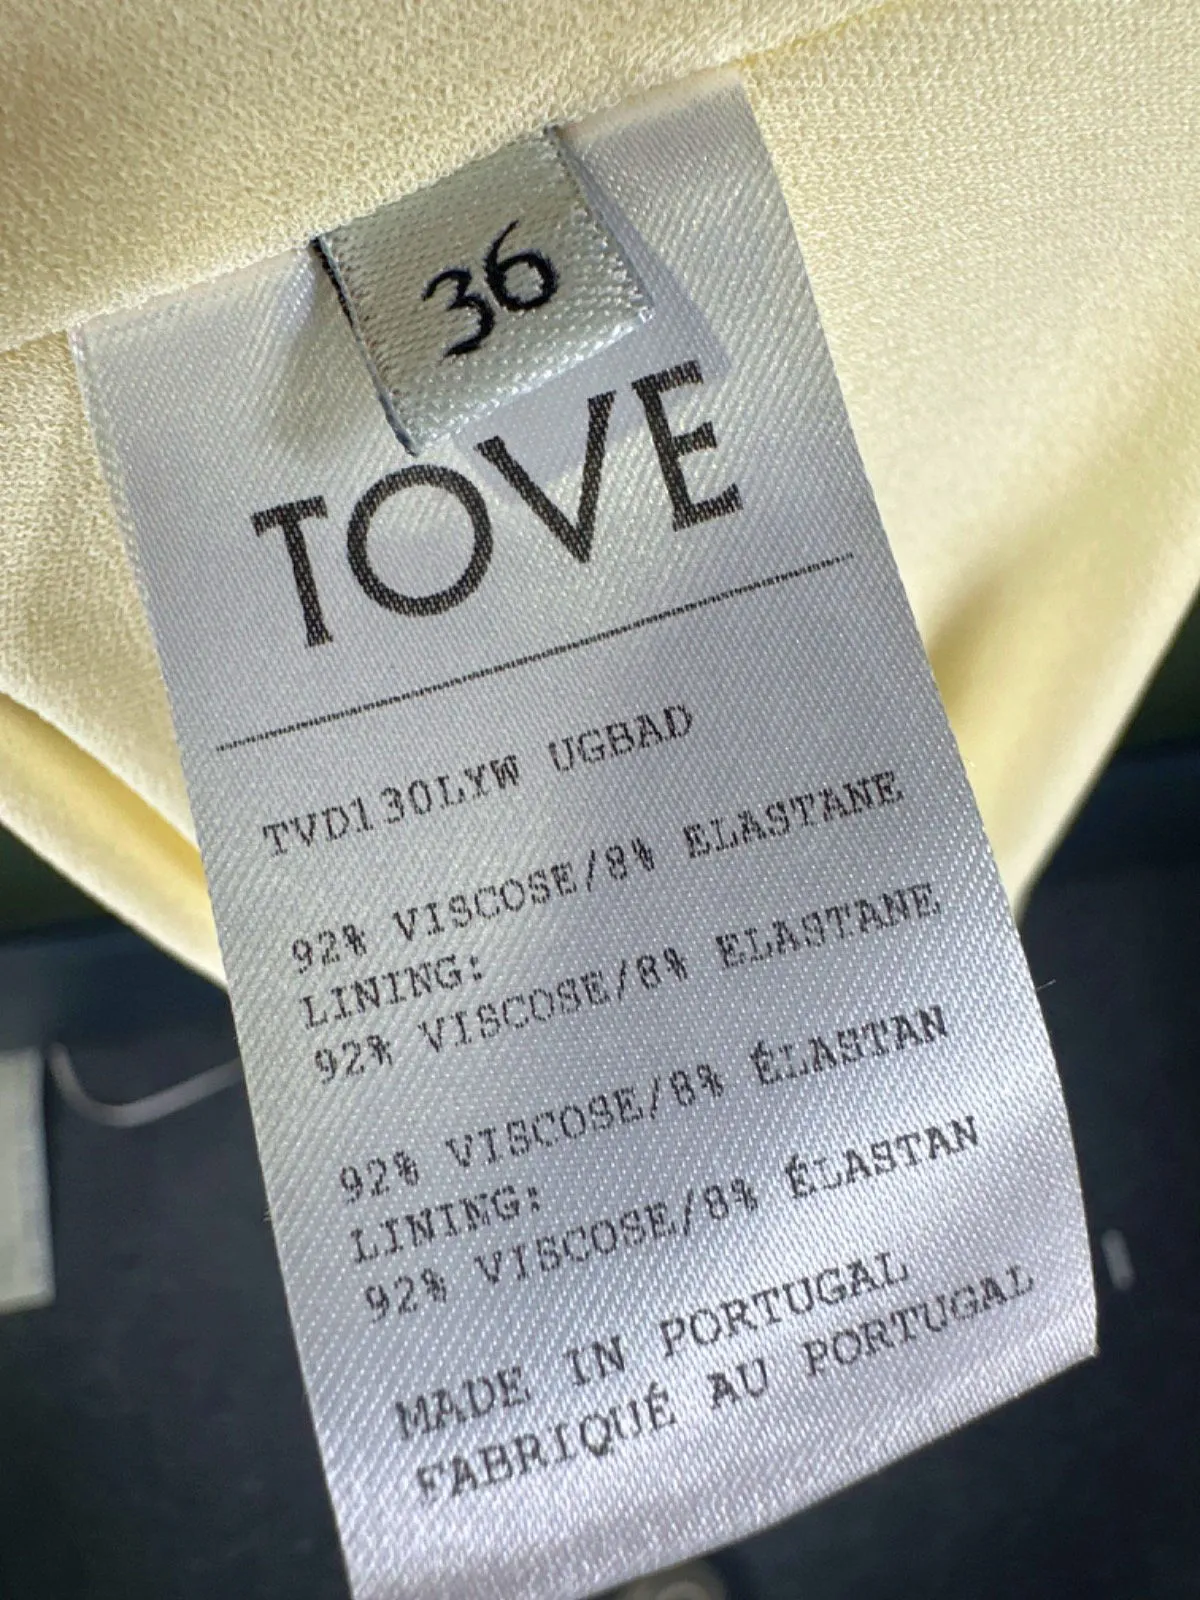 36
TOVE
TVD130LYW UGBAD
92% VISCOSE/8% ELASTANE
LINING:
92% VISCOSE/8% ELASTANE
92% VISCOSE/8% ÉLASTAN
LINING:
92% VISCOSE/8% ÉLASTAN
MADE IN PORTUGAL
FABRIQUÉ AU PORTUGAL